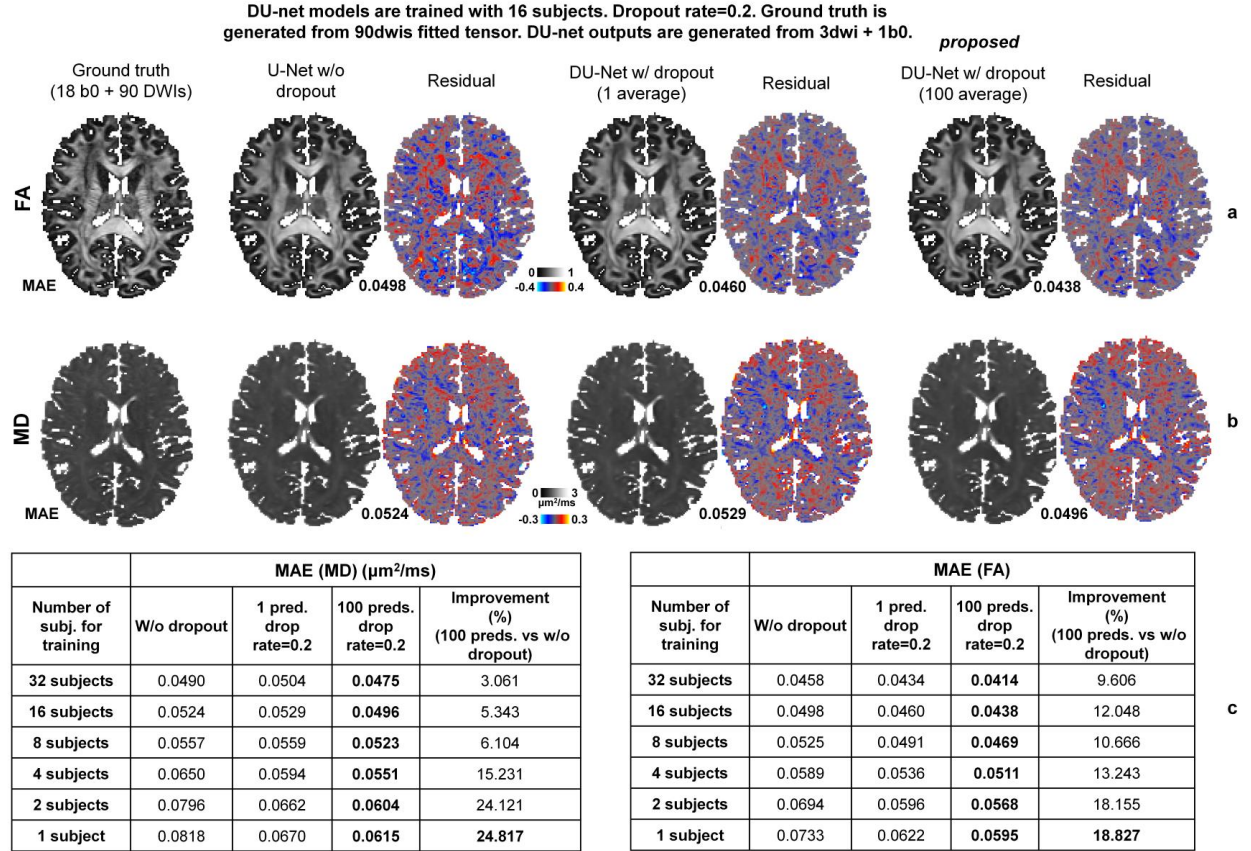 DU-net models are trained with 16 subjects. Dropout rate=0.2. Ground truth is
generated from 90dwis fitted tensor. DU-net outputs are generated from 3dwi + 1b0.
proposed
Ground truth
(18 b0 + 90 DWIs)
U-Net w/o
dropout
Residual
DU-Net w/ dropout
(1 average)
Residual
DU-Net w/ dropout
(100 average)
Residual
FA
a
MAE
0.0498
0 1
-0.4 0.4
0.0460
0.0438
MD
b
MAE
0.0524
0 3
µm²/ms
-0.3 0.3
0.0529
0.0496
MAE (MD) (µm²/ms)
Number of
subj. for
training
W/o dropout
1 pred.
drop
rate=0.2
100 preds.
drop
rate=0.2
Improvement
(%)
(100 preds. vs w/o
dropout)
32 subjects 0.0490 0.0504 0.0475 3.061
16 subjects 0.0524 0.0529 0.0496 5.343
8 subjects 0.0557 0.0559 0.0523 6.104
4 subjects 0.0650 0.0594 0.0551 15.231
2 subjects 0.0796 0.0662 0.0604 24.121
1 subject 0.0818 0.0670 0.0615 24.817
MAE (FA)
Number of
subj. for
training
W/o dropout
1 pred.
drop
rate=0.2
100 preds.
drop
rate=0.2
Improvement
(%)
(100 preds. vs w/o
dropout)
32 subjects 0.0458 0.0434 0.0414 9.606
16 subjects 0.0498 0.0460 0.0438 12.048
8 subjects 0.0525 0.0491 0.0469 10.666
4 subjects 0.0589 0.0536 0.0511 13.243
2 subjects 0.0694 0.0596 0.0568 18.155
1 subject 0.0733 0.0622 0.0595 18.827
c